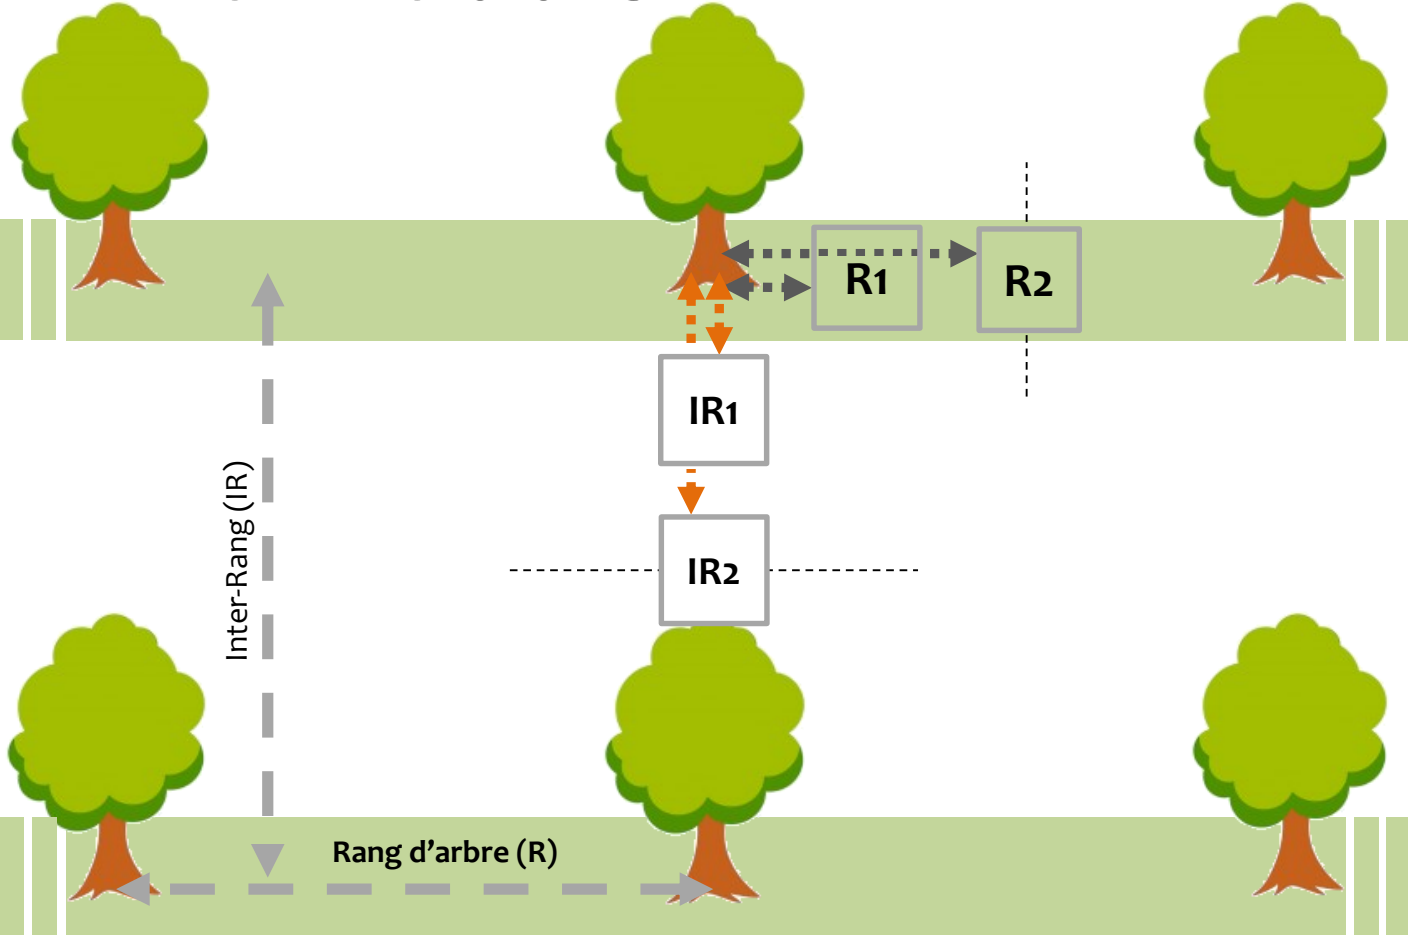 R1
R2
IR1
Inter-Rang (IR)
IR2
Rang d’arbre (R)